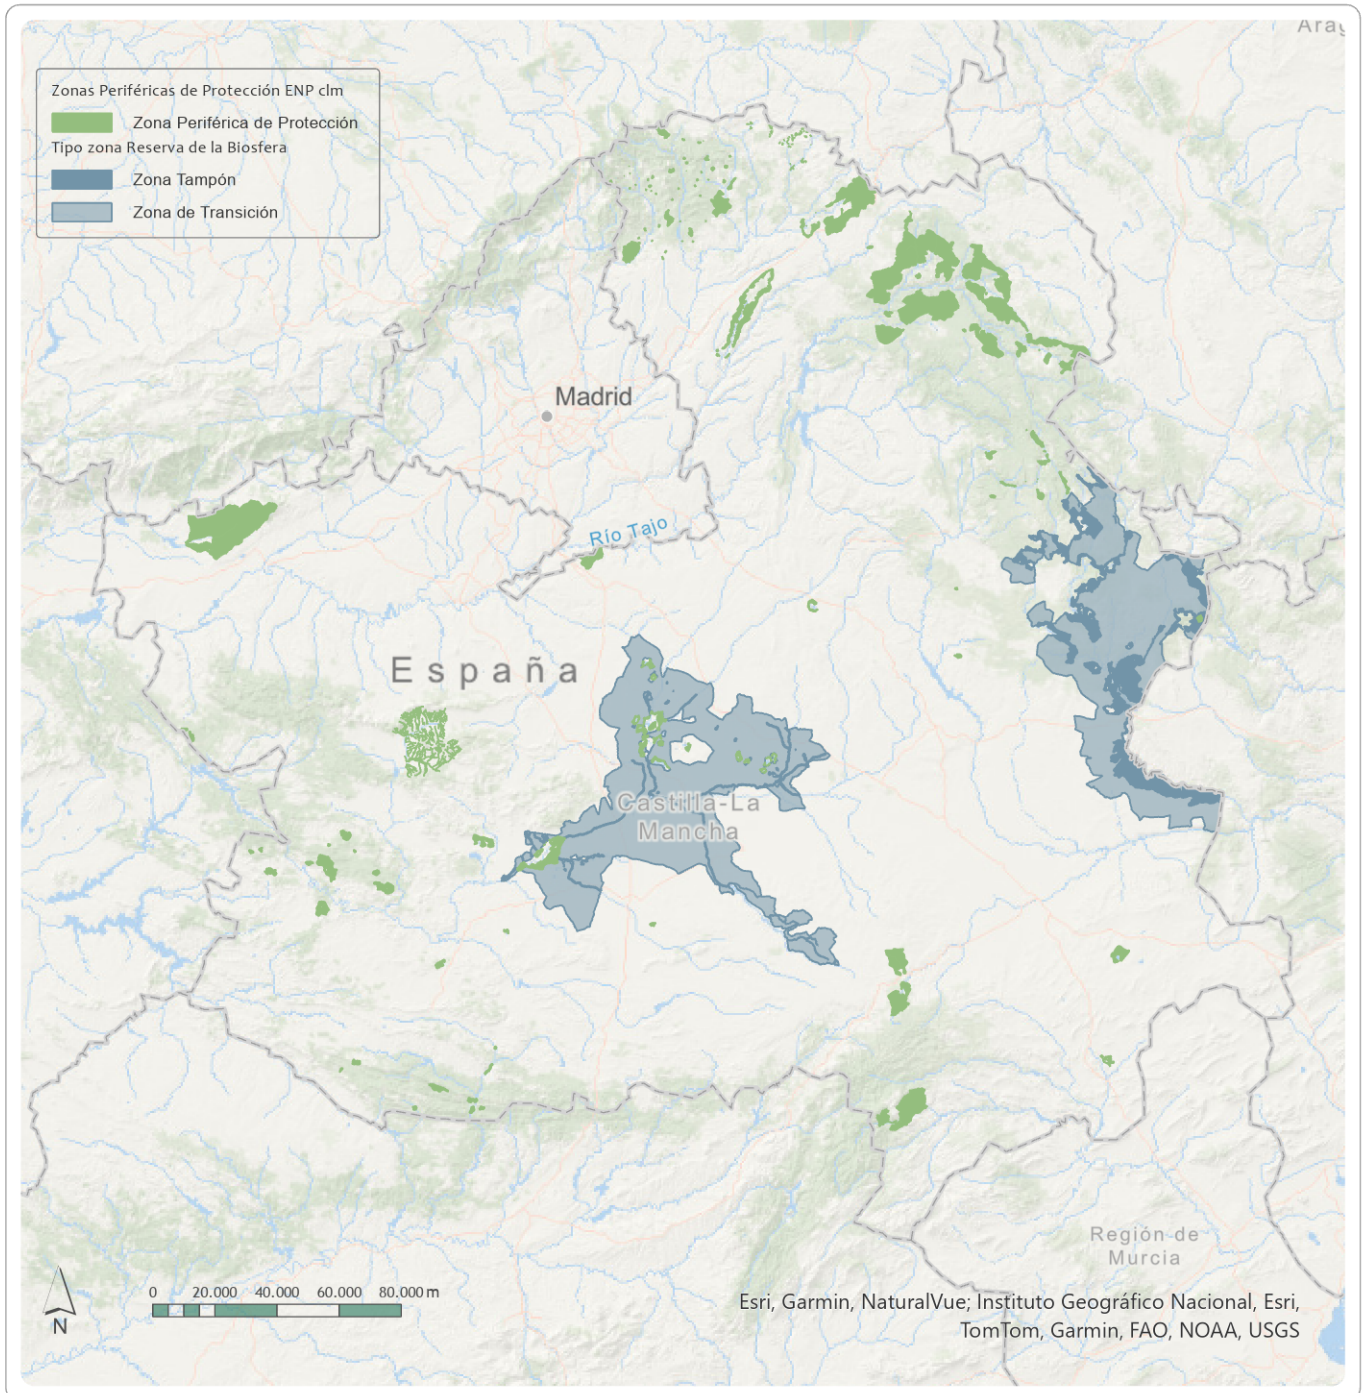 Zonas Periféricas de Protección ENP clm
Zona Periférica de Protección
Tipo zona Reserva de la Biosfera
Zona Tampón
Zona de Transición
Madrid
Río Tajo
España
Castilla-La
Mancha
Región de
Murcia
0 20.000 40.000 60.000 80.000 m
N
Esri, Garmin, NaturalVue; Instituto Geográfico Nacional, Esri,
TomTom, Garmin, FAO, NOAA, USGS